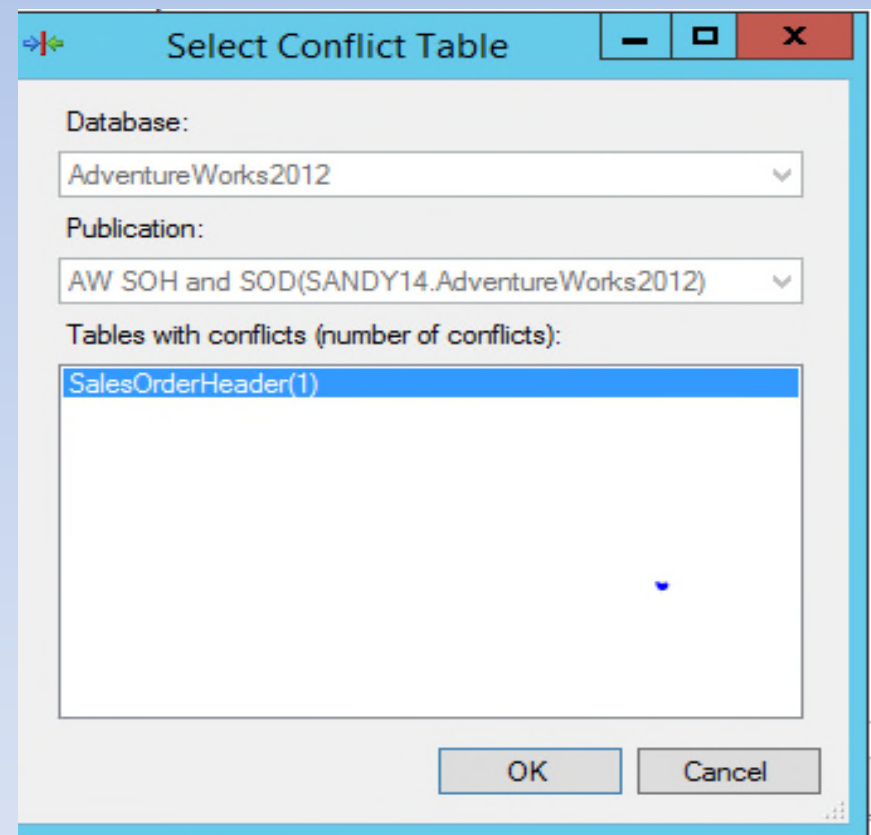 Select Conflict Table
Database:
AdventureWorks2012
Publication:
AW SOH and SOD(SANDY14.AdventureWorks2012)
Tables with conflicts (number of conflicts):
SalesOrderHeader(1)
OK
Cancel